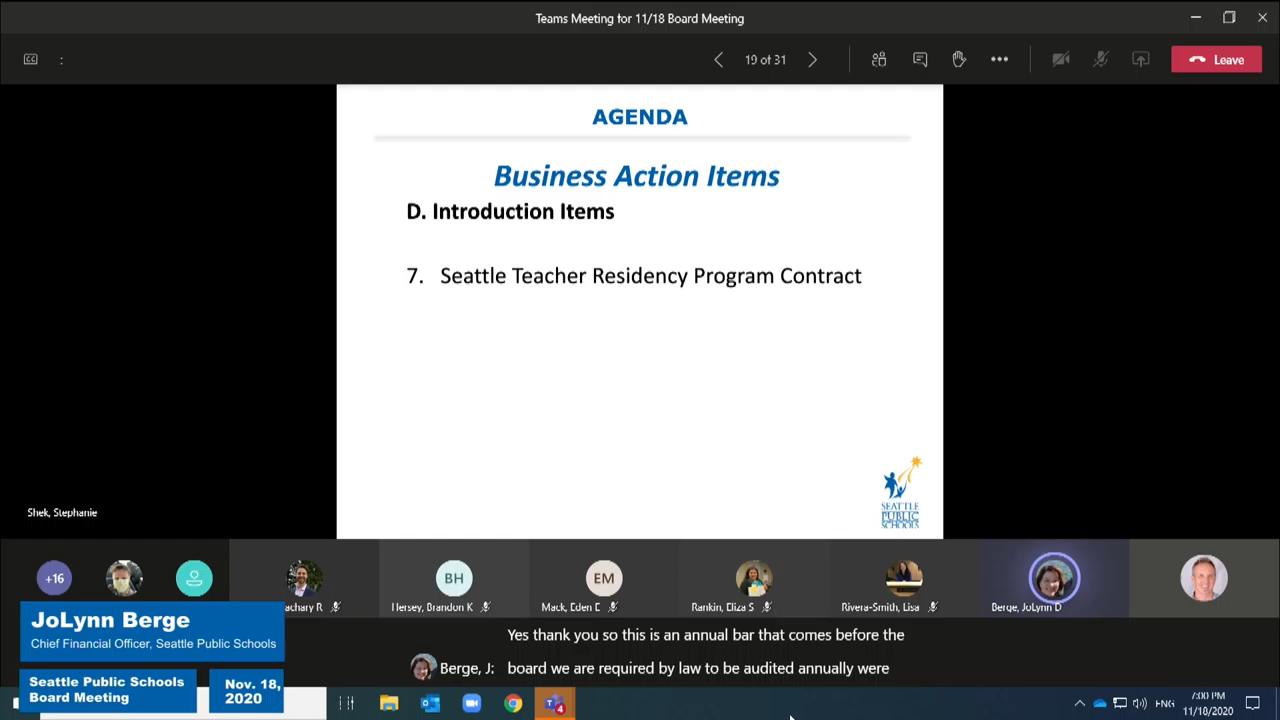 Teams Meeting for 11/18 Board Meeting
CC
:
19 of 31
Leave
AGENDA
Business Action Items
D. Introduction Items
7. Seattle Teacher Residency Program Contract
SEATTLE
PUBLIC
SCHOOLS
Shek, Stephanie
+16
BH
EM
achary R
Hersey, Brandon K
Mack, Eden E
Rankin, Eliza S
Rivera-Smith, Lisa
Berge, JoLynn D
JoLynn Berge
Chief Financial Officer, Seattle Public Schools
Yes thank you so this is an annual bar that comes before the
Berge, J: board we are required by law to be audited annually were
Seattle Public Schools
Board Meeting
Nov. 18,
2020
4
ENG
7:00 PM
11/18/2020